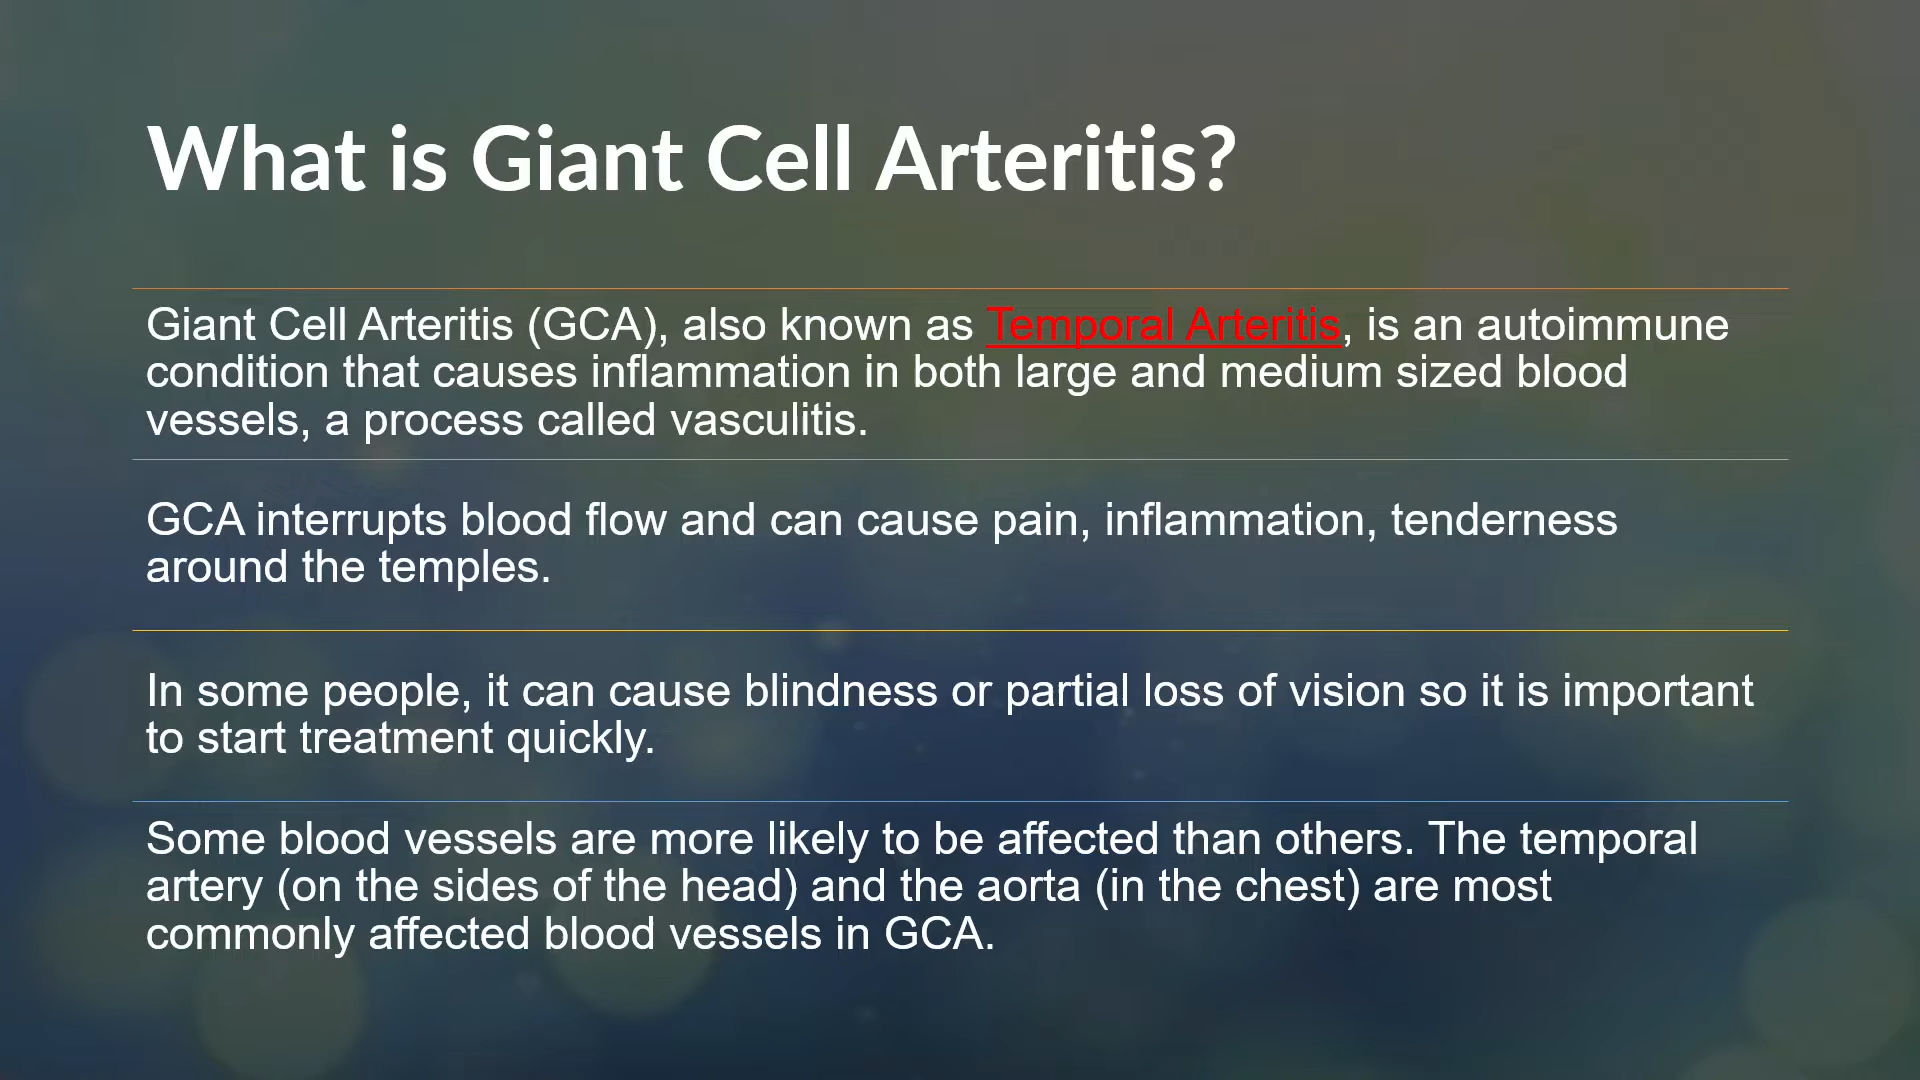 What is Giant Cell Arteritis?
Giant Cell Arteritis (GCA), also known as Temporal Arteritis, is an autoimmune
condition that causes inflammation in both large and medium sized blood
vessels, a process called vasculitis.
GCA interrupts blood flow and can cause pain, inflammation, tenderness
around the temples.
In some people, it can cause blindness or partial loss of vision so it is important
to start treatment quickly.
Some blood vessels are more likely to be affected than others. The temporal
artery (on the sides of the head) and the aorta (in the chest) are most
commonly affected blood vessels in GCA.